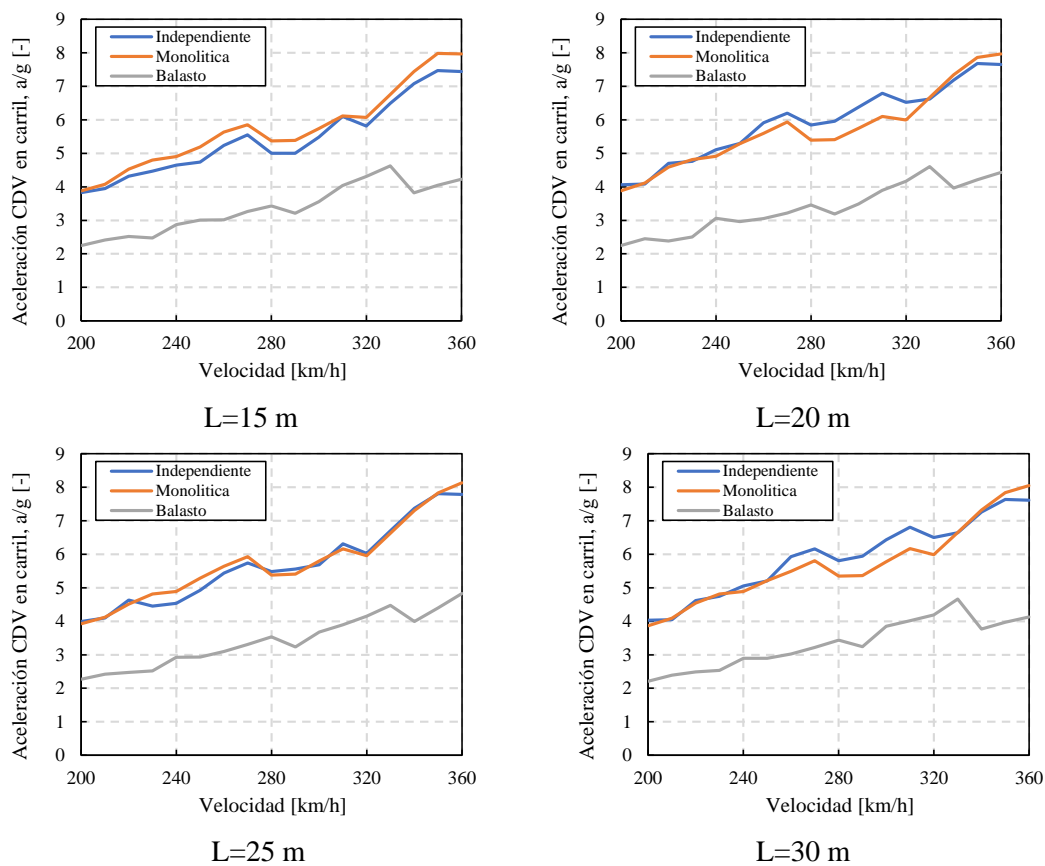 Aceleración CDV en carril, a/g [-]
9
8
7
6
5
4
3
2
1
0
Independiente
Monolitica
Balasto
200
240
280
320
360
Velocidad [km/h]
L=15 m
Aceleración CDV en carril, a/g [-]
9
8
7
6
5
4
3
2
1
0
Independiente
Monolitica
Balasto
200
240
280
320
360
Velocidad [km/h]
L=20 m
Aceleración CDV en carril, a/g [-]
9
8
7
6
5
4
3
2
1
0
Independiente
Monolitica
Balasto
200
240
280
320
360
Velocidad [km/h]
L=25 m
Aceleración CDV en carril, a/g [-]
9
8
7
6
5
4
3
2
1
0
Independiente
Monolitica
Balasto
200
240
280
320
360
Velocidad [km/h]
L=30 m